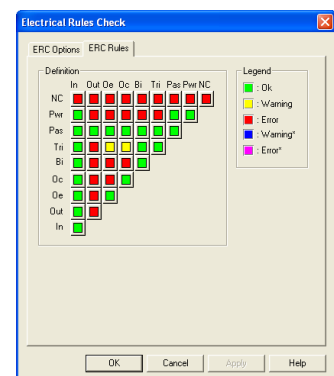 Electrical Rules Check
ERC Options ERC Rules
Definition
In Out Oe Oc Bi Tri Pas Pwr NC
NC
Pwr
Pas
Tri
Bi
Oc
Oe
Out
In
Legend
: Ok
: Warning
: Error
: Warning*
: Error*
OK Cancel Apply Help